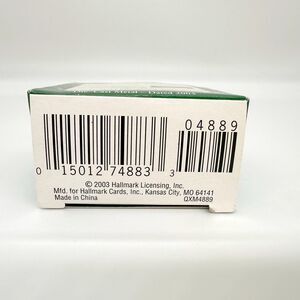 04889
0 15012 74883 3
© 2003 Hallmark Licensing, Inc.
Mfd. for Hallmark Cards, Inc., Kansas City, MO 64141
Made in China QXM4889